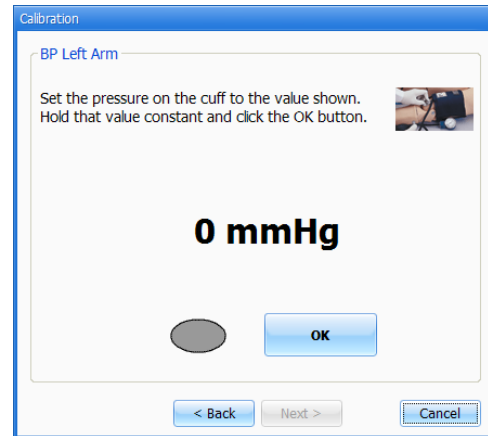 Calibration
BP Left Arm
Set the pressure on the cuff to the value shown.
Hold that value constant and click the OK button.
0 mmHg
OK
< Back
Next >
Cancel